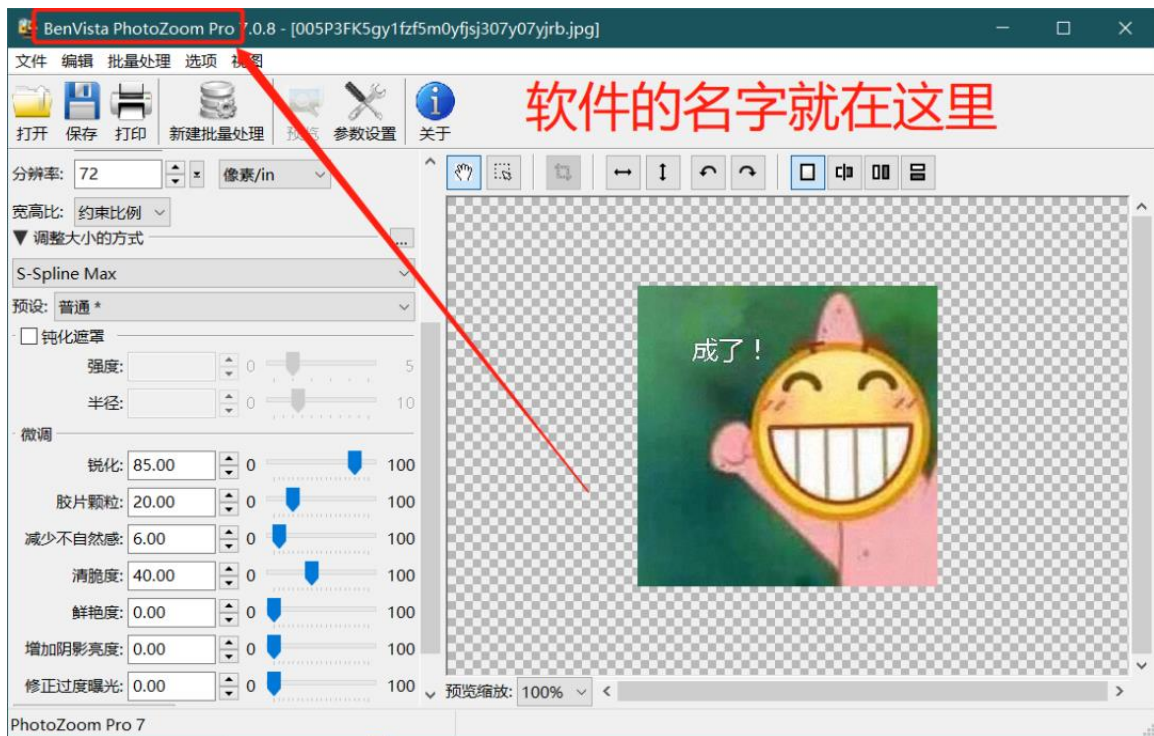 BenVista PhotoZoom Pro 7.0.8 - [005P3FK5gy1fzf5m0yfjsj307y07yjrb.jpg]
文件 编辑 批量处理 选项 视图
软件的名字就在这里
打开 保存 打印 新建批量处理 预览 参数设置 关于
分辨率: 72 像素/in
宽高比: 约束比例
调整大小的方式 ...
S-Spline Max
预设: 普通 *
钝化遮罩
强度: 0 5
半径: 0 10
微调
锐化: 85.00 0 100
胶片颗粒: 20.00 0 100
减少不自然感: 6.00 0 100
清脆度: 40.00 0 100
鲜艳度: 0.00 0 100
增加阴影亮度: 0.00 0 100
修正过度曝光: 0.00 0 100
成了！
预览缩放: 100%
PhotoZoom Pro 7